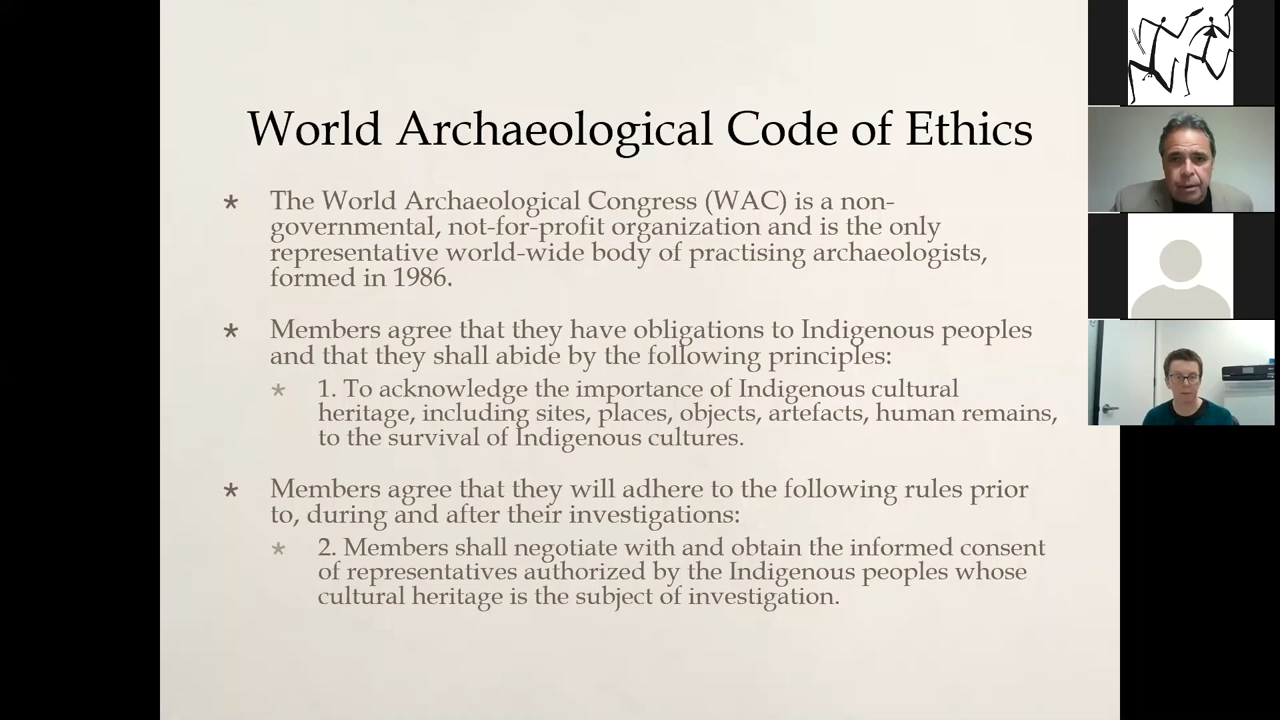 World Archaeological Code of Ethics
* The World Archaeological Congress (WAC) is a non-
governmental, not-for-profit organization and is the only
representative world-wide body of practising archaeologists,
formed in 1986.
* Members agree that they have obligations to Indigenous peoples
and that they shall abide by the following principles:
* 1. To acknowledge the importance of Indigenous cultural
heritage, including sites, places, objects, artefacts, human remains,
to the survival of Indigenous cultures.
* Members agree that they will adhere to the following rules prior
to, during and after their investigations:
* 2. Members shall negotiate with and obtain the informed consent
of representatives authorized by the Indigenous peoples whose
cultural heritage is the subject of investigation.